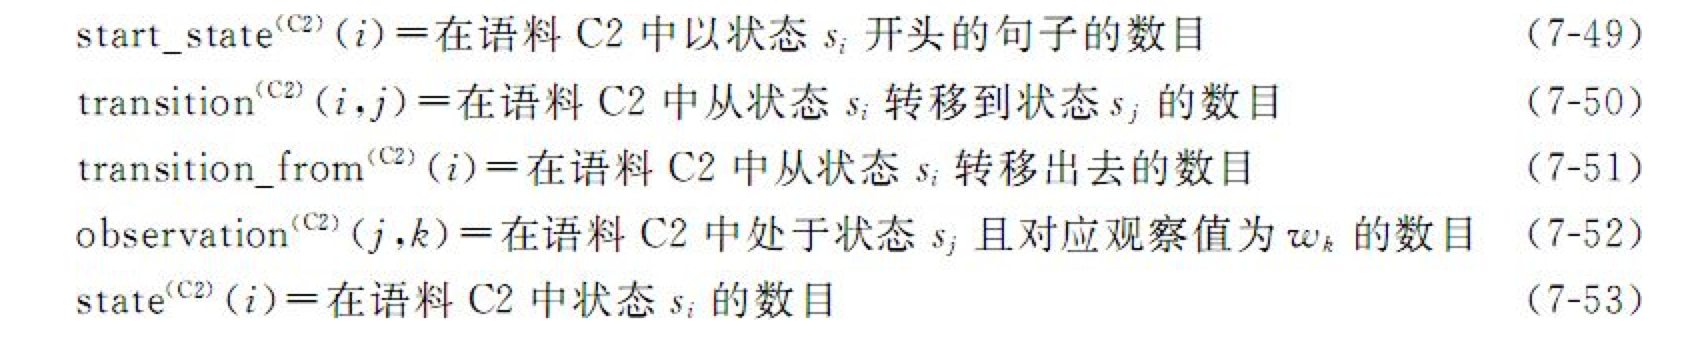 start_state^(C2)(i)=在语料 C2 中以状态 s_i 开头的句子的数目 (7-49)
transition^(C2)(i,j)=在语料 C2 中从状态 s_i 转移到状态 s_j 的数目 (7-50)
transition_from^(C2)(i)=在语料 C2 中从状态 s_i 转移出去的数目 (7-51)
observation^(C2)(j,k)=在语料 C2 中处于状态 s_j 且对应观察值为 w_k 的数目 (7-52)
state^(C2)(i)=在语料 C2 中状态 s_i 的数目 (7-53)